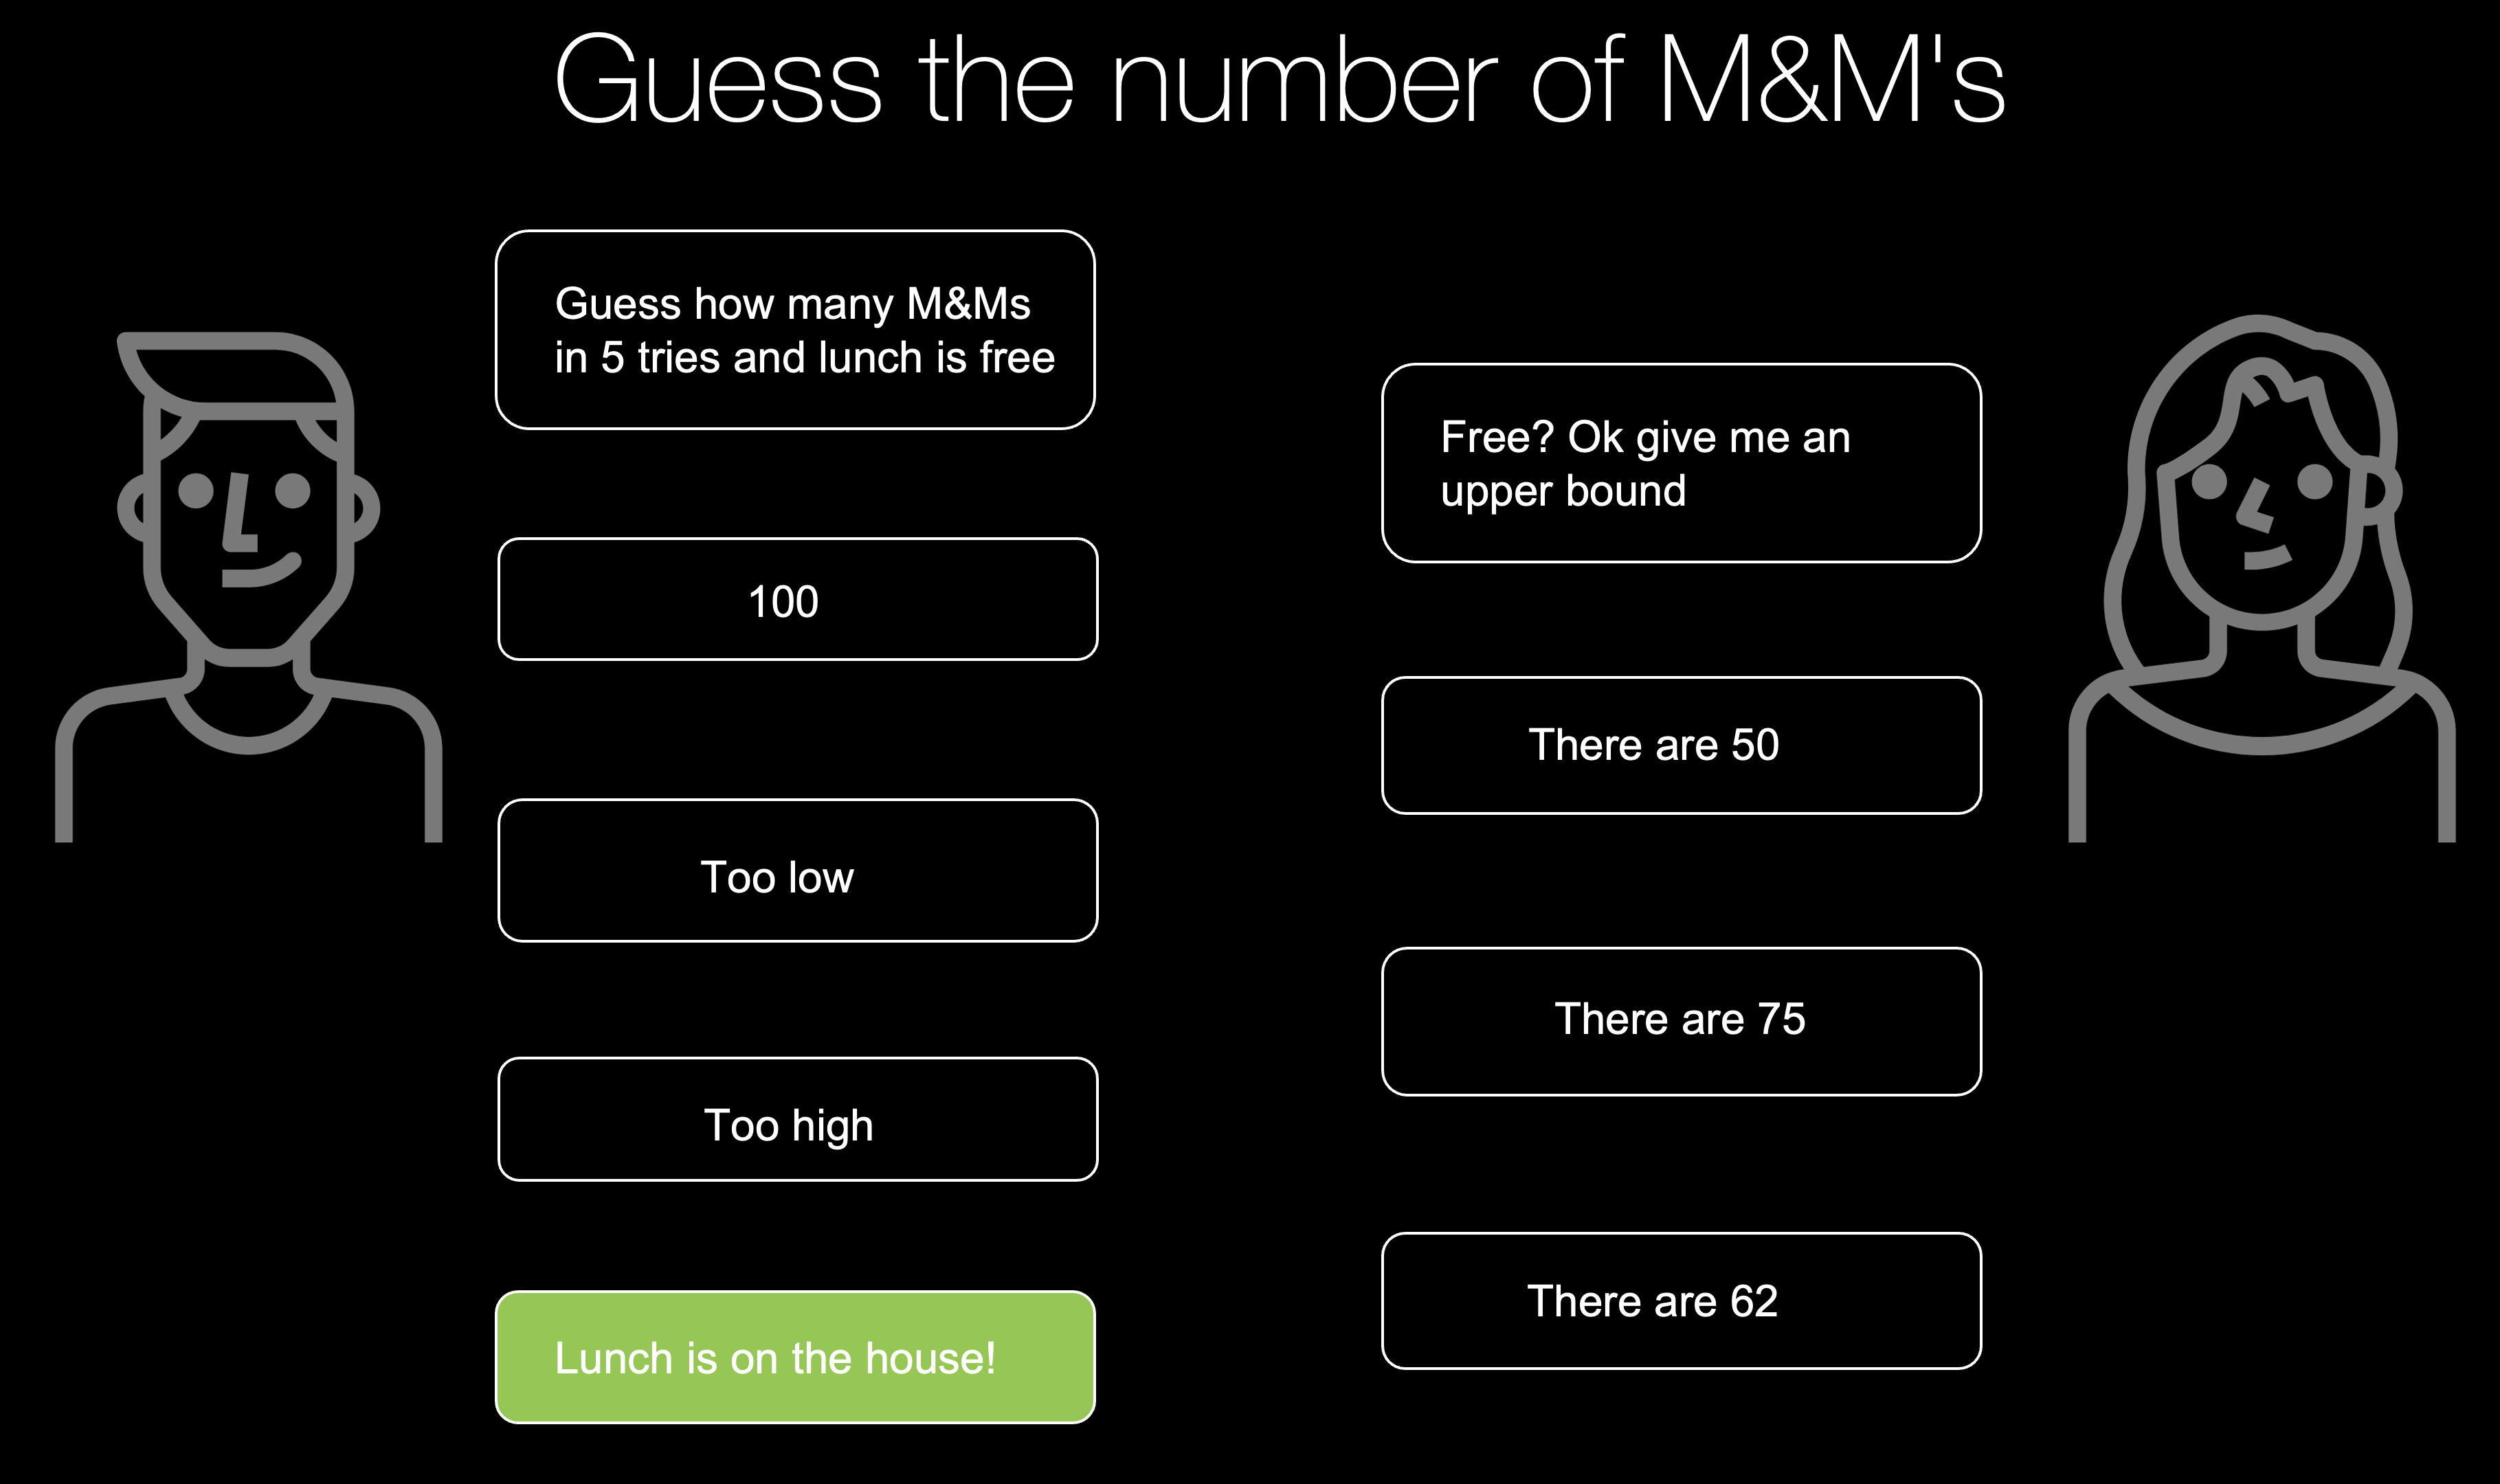 Guess the number of M&M's
Guess how many M&Ms
in 5 tries and lunch is free
Free? Ok give me an
upper bound
100
There are 50
Too low
There are 75
Too high
There are 62
Lunch is on the house!